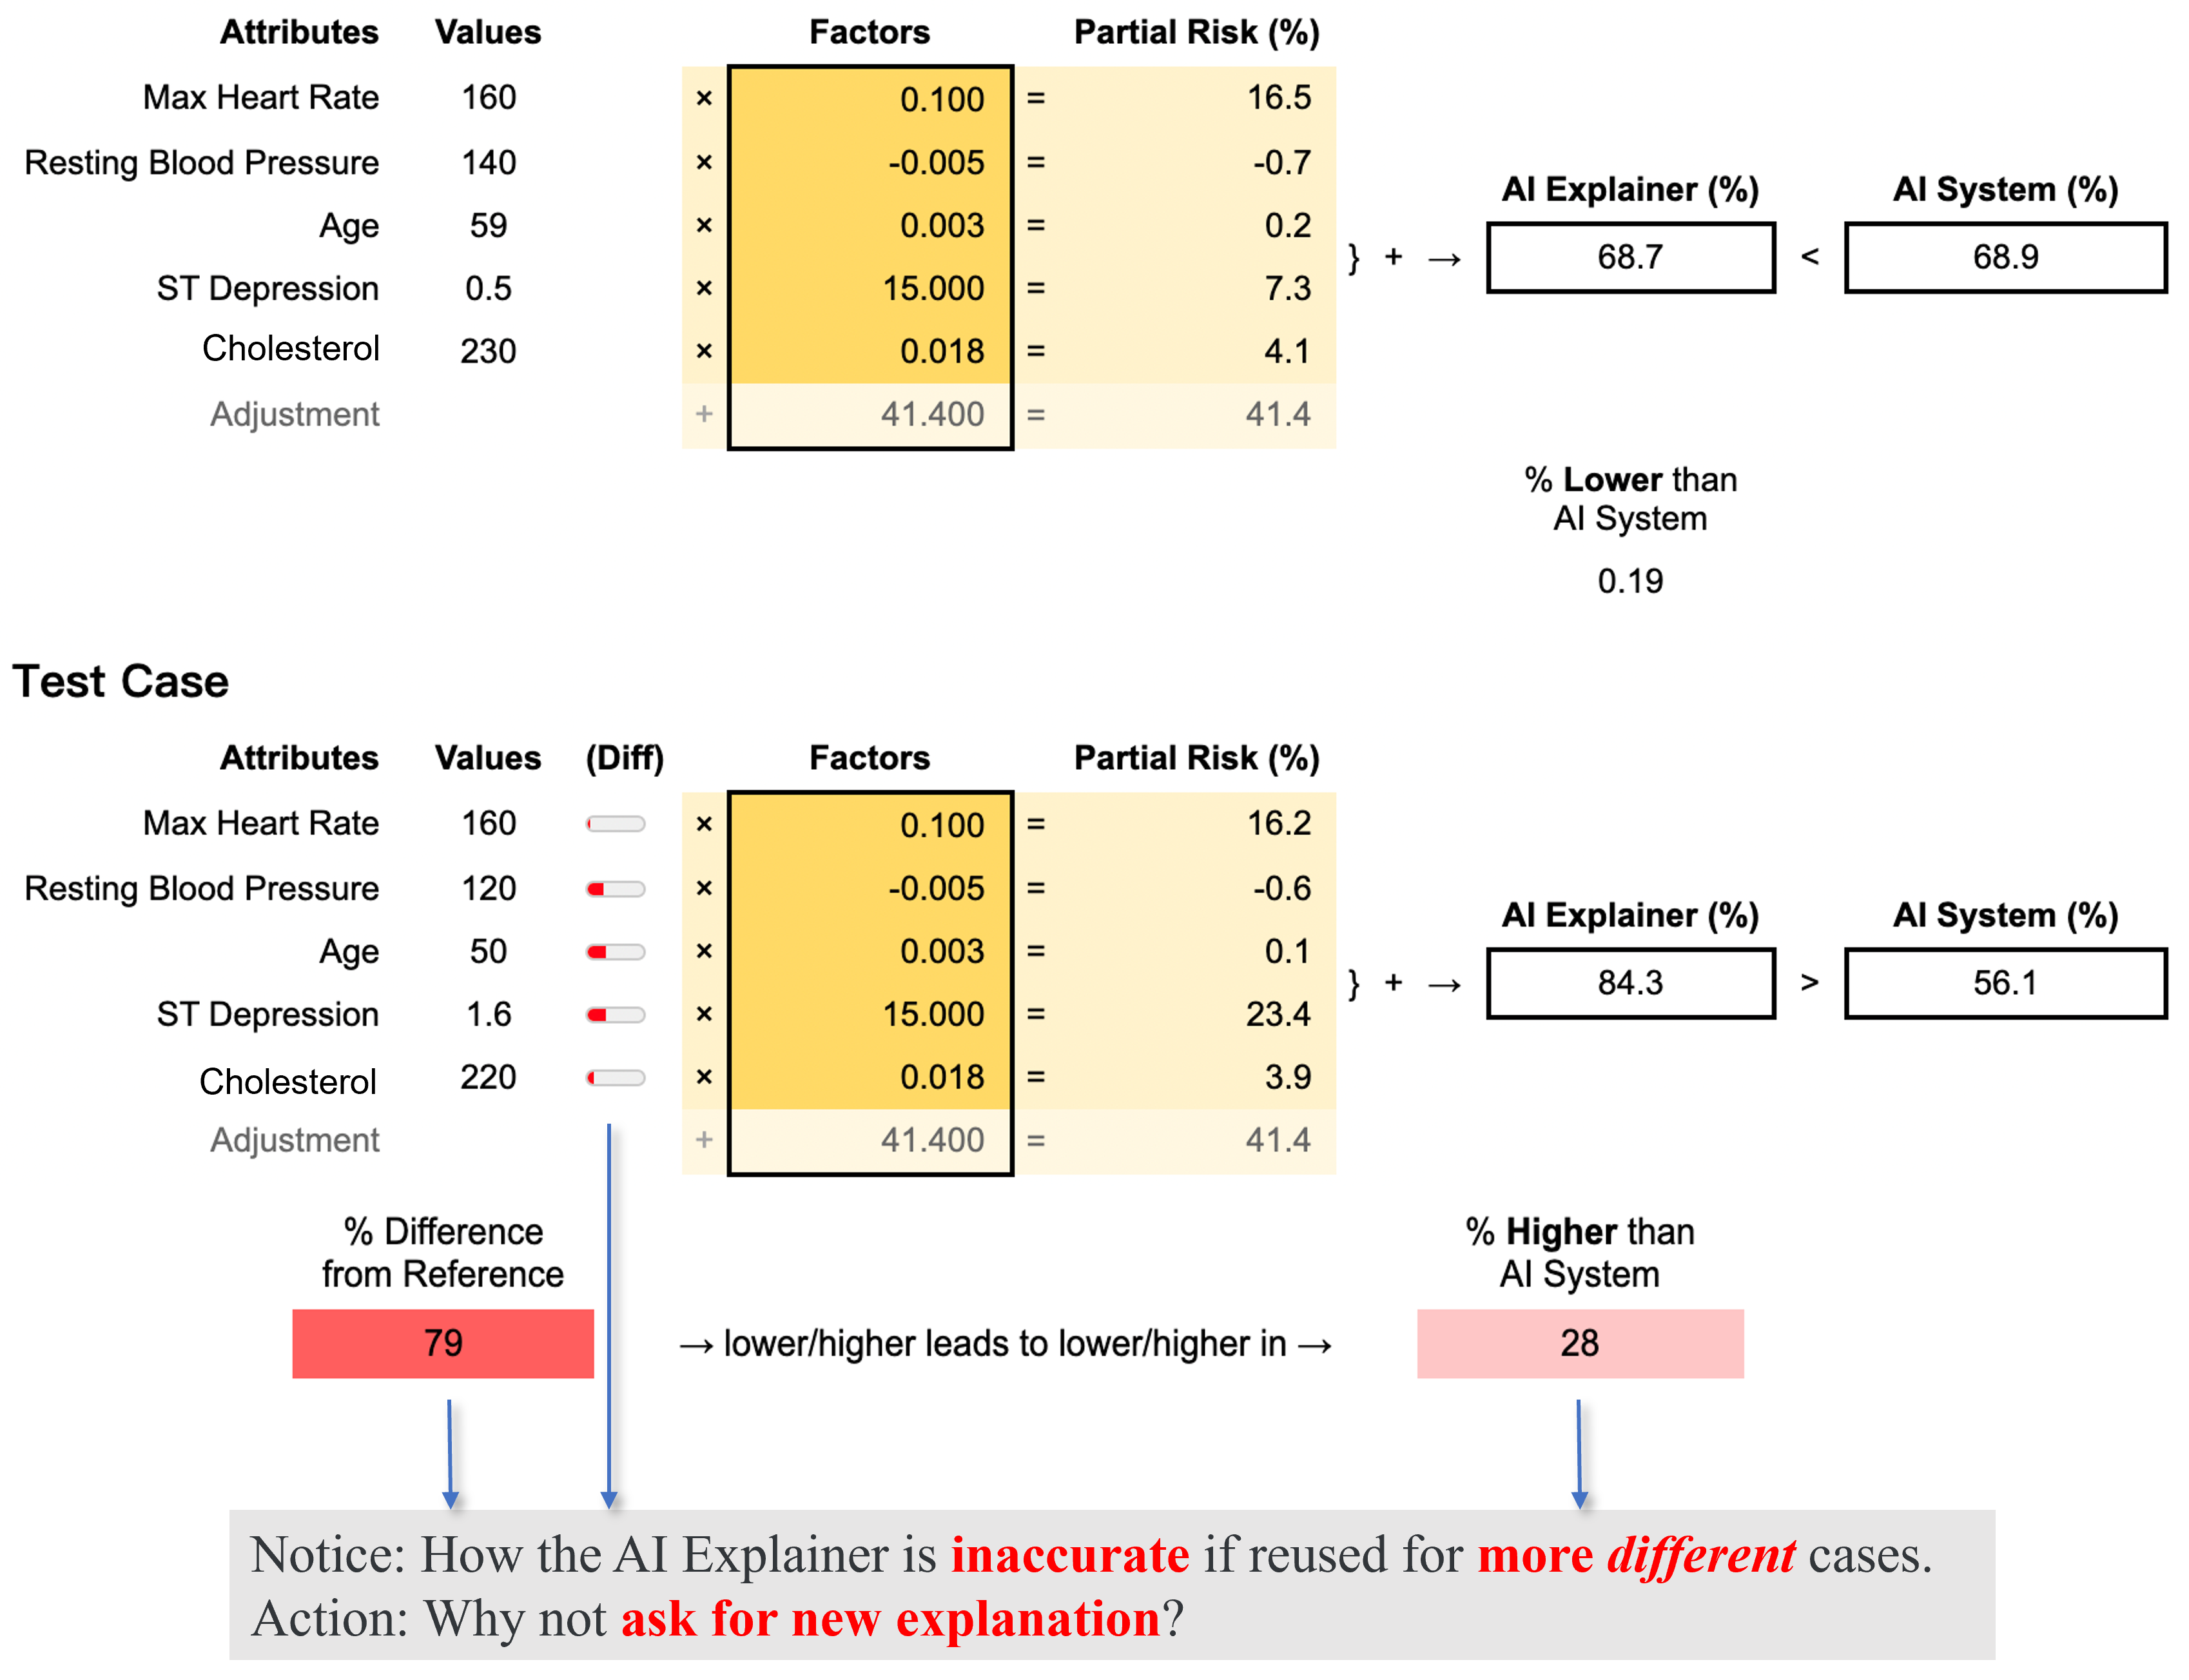 Attributes Values Factors Partial Risk (%)
Max Heart Rate 160 × 0.100 = 16.5
Resting Blood Pressure 140 × -0.005 = -0.7
AI Explainer (%) AI System (%)
Age 59 × 0.003 = 0.2
} + → 68.7 < 68.9
ST Depression 0.5 × 15.000 = 7.3
Cholesterol 230 × 0.018 = 4.1
Adjustment + 41.400 = 41.4
% Lower than
AI System
0.19
Test Case
Attributes Values (Diff) Factors Partial Risk (%)
Max Heart Rate 160 × 0.100 = 16.2
Resting Blood Pressure 120 × -0.005 = -0.6
AI Explainer (%) AI System (%)
Age 50 × 0.003 = 0.1
} + → 84.3 > 56.1
ST Depression 1.6 × 15.000 = 23.4
Cholesterol 220 × 0.018 = 3.9
Adjustment + 41.400 = 41.4
% Difference
from Reference
% Higher than
AI System
79 → lower/higher leads to lower/higher in → 28
Notice: How the AI Explainer is inaccurate if reused for more different cases.
Action: Why not ask for new explanation?